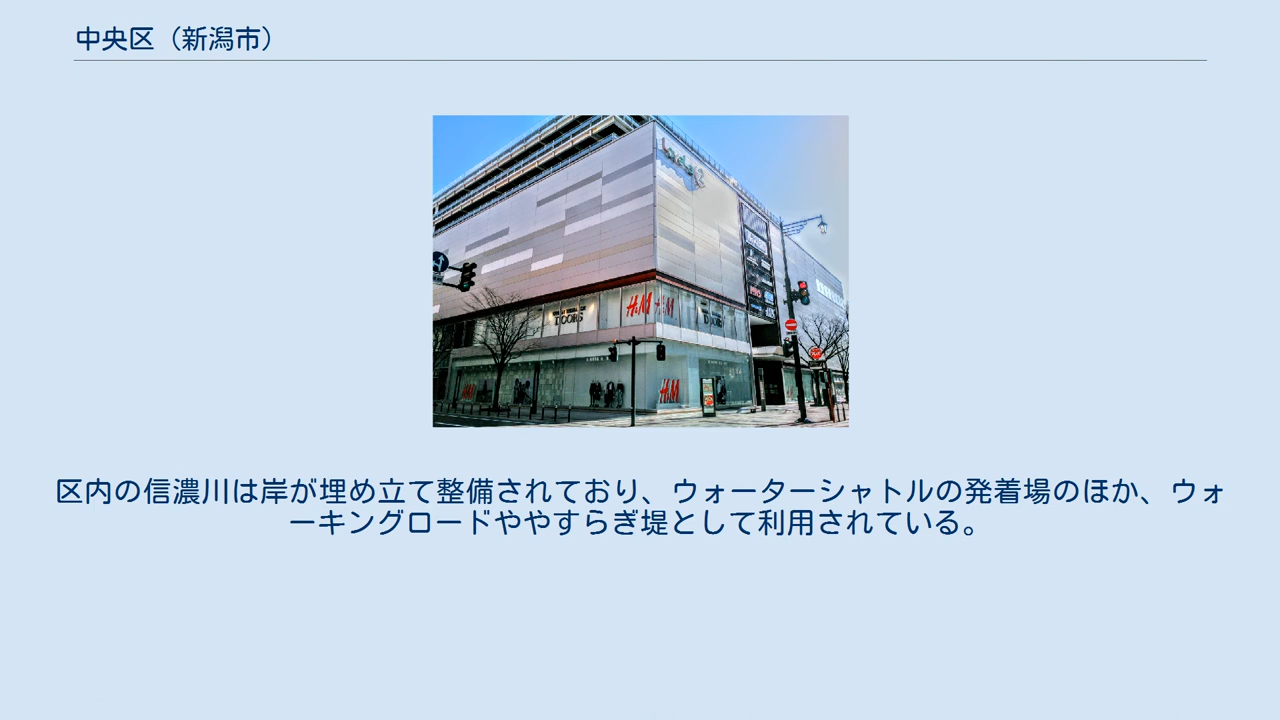 中央区（新潟市）
LoveLa2
DOORS
H&M
H&M
H&M
H&M
区内の信濃川は岸が埋め立て整備されており、ウォーターシャトルの発着場のほか、ウォ
ーキングロードややすらぎ堤として利用されている。